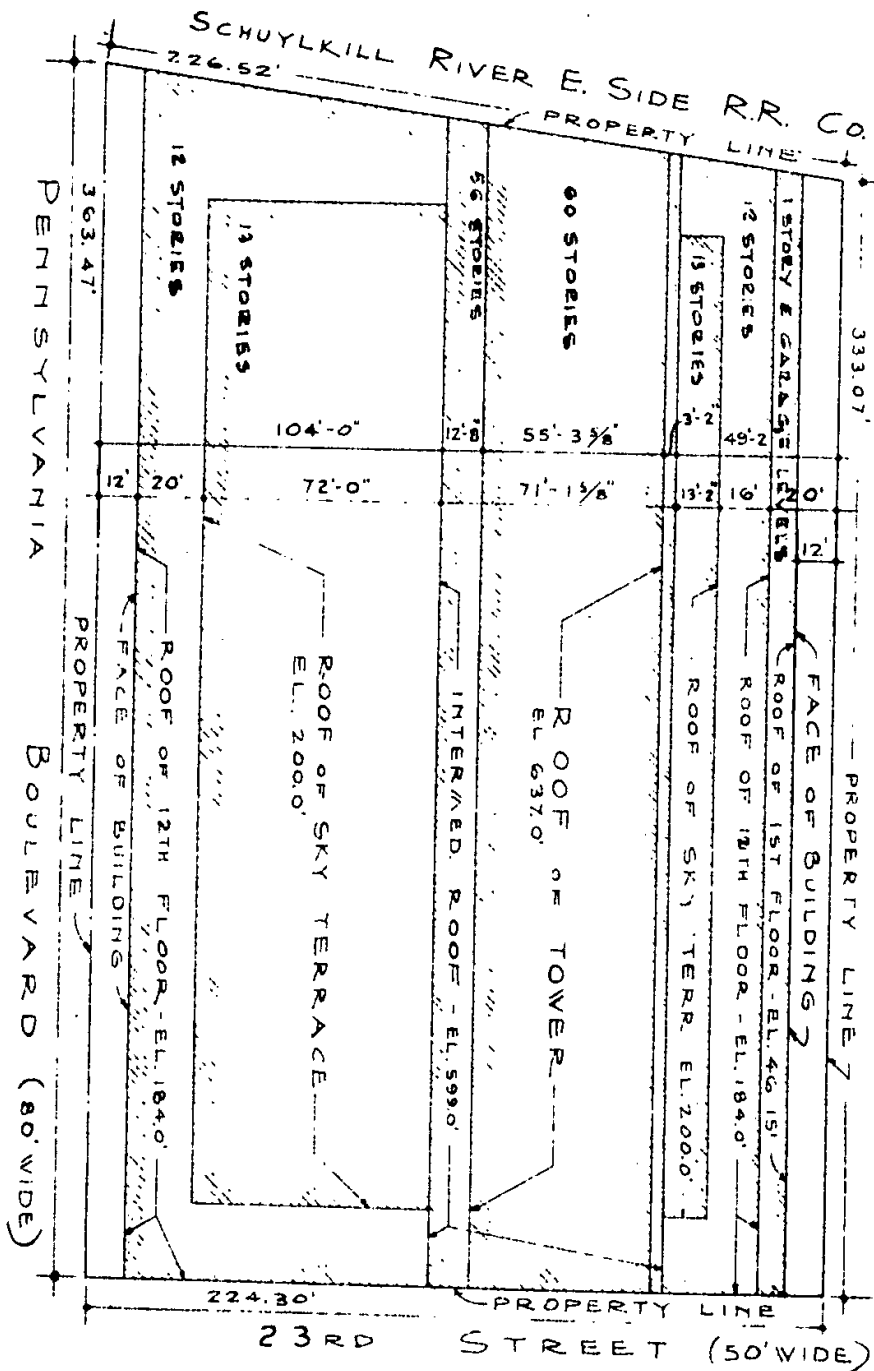 SCHUYLKILL RIVER E. SIDE R.R. CO.
226.52'
PROPERTY LINE
PENNSYLVANIA BOULEVARD (80' WIDE)
363.47'
PROPERTY LINE
12 STORIES
13 STORIES
56 STORIES
60 STORIES
13 STORIES
12 STORIES
1 STORY & GARAGE LEVELS
333.07'
104'-0"
12'-8"
55'-3 5/8"
3'-2"
49'-2
12'
20'
72'-0"
71'-1 5/8"
13'-2"
16'
20'
12'
FACE OF BUILDING
ROOF OF 12TH FLOOR - EL. 184.0'
ROOF OF SKY TERRACE
EL. 200.0'
INTERMED. ROOF - EL. 599.0'
ROOF OF TOWER
EL 637.0'
ROOF OF SKY TERR. EL. 200.0'
ROOF OF 12TH FLOOR - EL. 184.0'
ROOF OF 1ST FLOOR - EL. 46.15'
FACE OF BUILDING
PROPERTY LINE
224.30'
PROPERTY LINE
23RD STREET (50' WIDE)